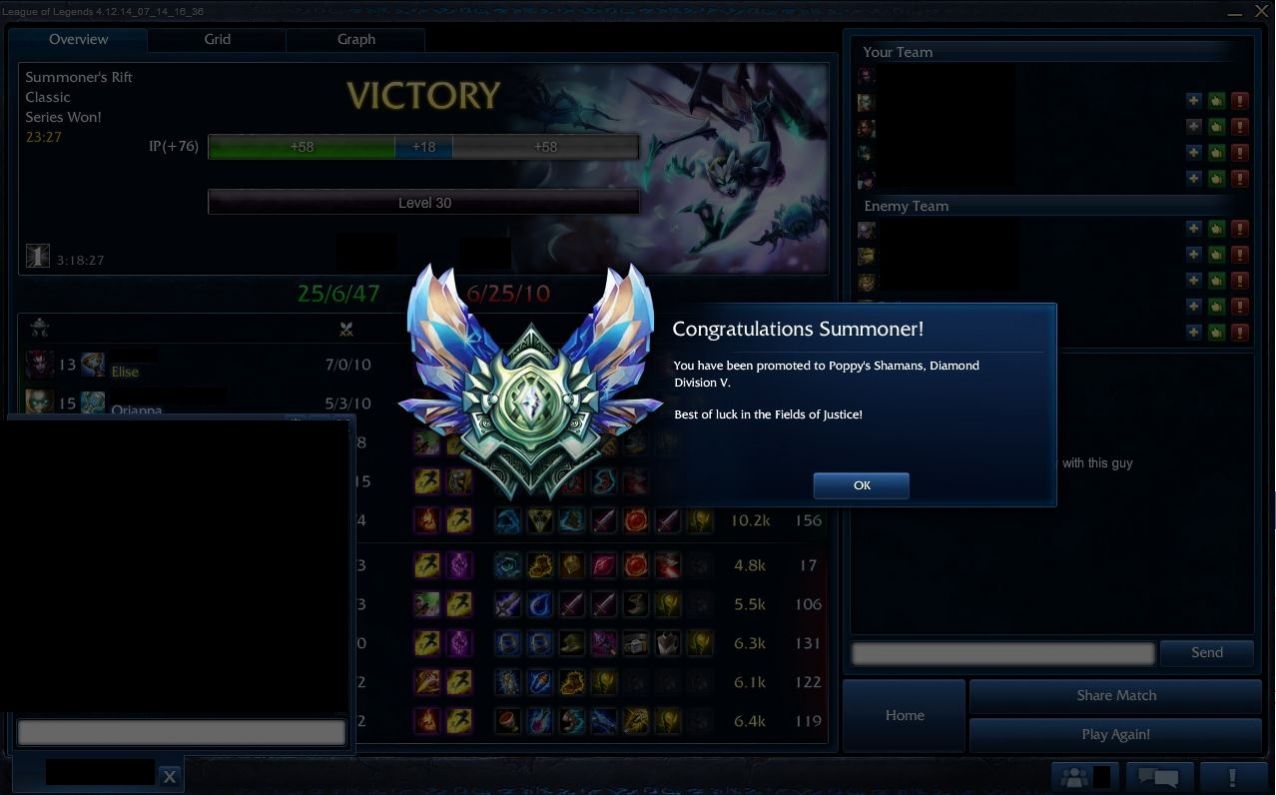 League of Legends 4.12.14_07_14_16_36
Overview
Grid
Graph
Summoner's Rift
Classic
Series Won!
23:27
VICTORY
IP(+76)
+58
+18
+58
Level 30
1
3:18:27
25/6/47
6/25/10
13
Elise
7/0/10
15
Orianna
5/3/10
8
15
4
10.2k
156
3
4.8k
17
3
5.5k
106
0
6.3k
131
2
6.1k
122
2
6.4k
119
Your Team
Enemy Team
Congratulations Summoner!
You have been promoted to Poppy's Shamans, Diamond
Division V.
Best of luck in the Fields of Justice!
OK
with this guy
Send
Home
Share Match
Play Again!
X